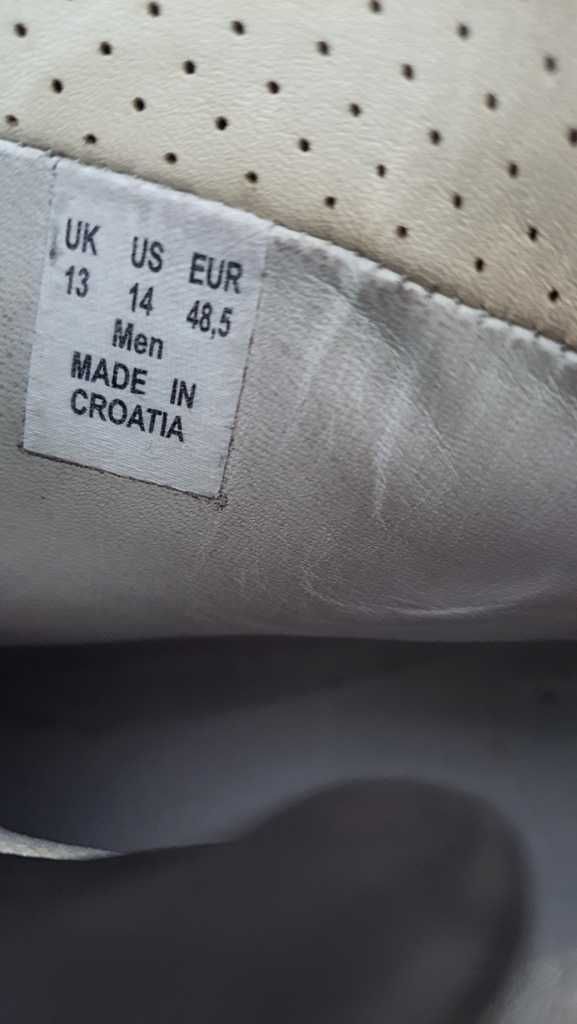 UK US EUR
13 14 48,5
Men
MADE IN
CROATIA